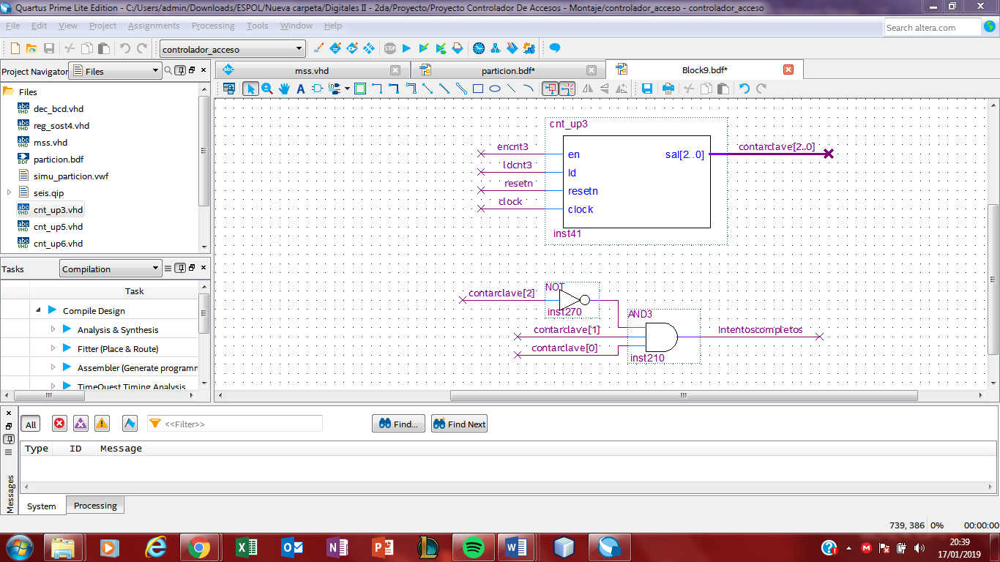 Quartus Prime Lite Edition - C:/Users/admin/Downloads/ESPOL/Nueva carpeta/Digitales II - 2da/Proyecto/Proyecto Controlador De Accesos - Montaje/controlador_acceso - controlador_acceso
File Edit View Project Assignments Processing Tools Window Help
Search altera.com
controlador_acceso
Project Navigator Files
mss.vhd particion.bdf* Block9.bdf*
Files
dec_bcd.vhd
reg_sost4.vhd
mss.vhd
particion.bdf
simu_particion.vwf
seis.qip
cnt_up3.vhd
cnt_up5.vhd
cnt_up6.vhd
cnt_up3
encnt3 en sal[2..0] contarclave[2..0]
ldcnt3 ld
resetn resetn
clock clock
inst41
Tasks Compilation
Task
Compile Design
Analysis & Synthesis
Fitter (Place & Route)
Assembler (Generate programm
TimeQuest Timing Analysis
NOT
contarclave[2]
inst270
AND3
contarclave[1] Intentoscompletos
contarclave[0]
inst210
All <<Filter>> Find... Find Next
Type ID Message
Messages
System Processing
739, 386 0% 00:00:00
20:39
17/01/2019